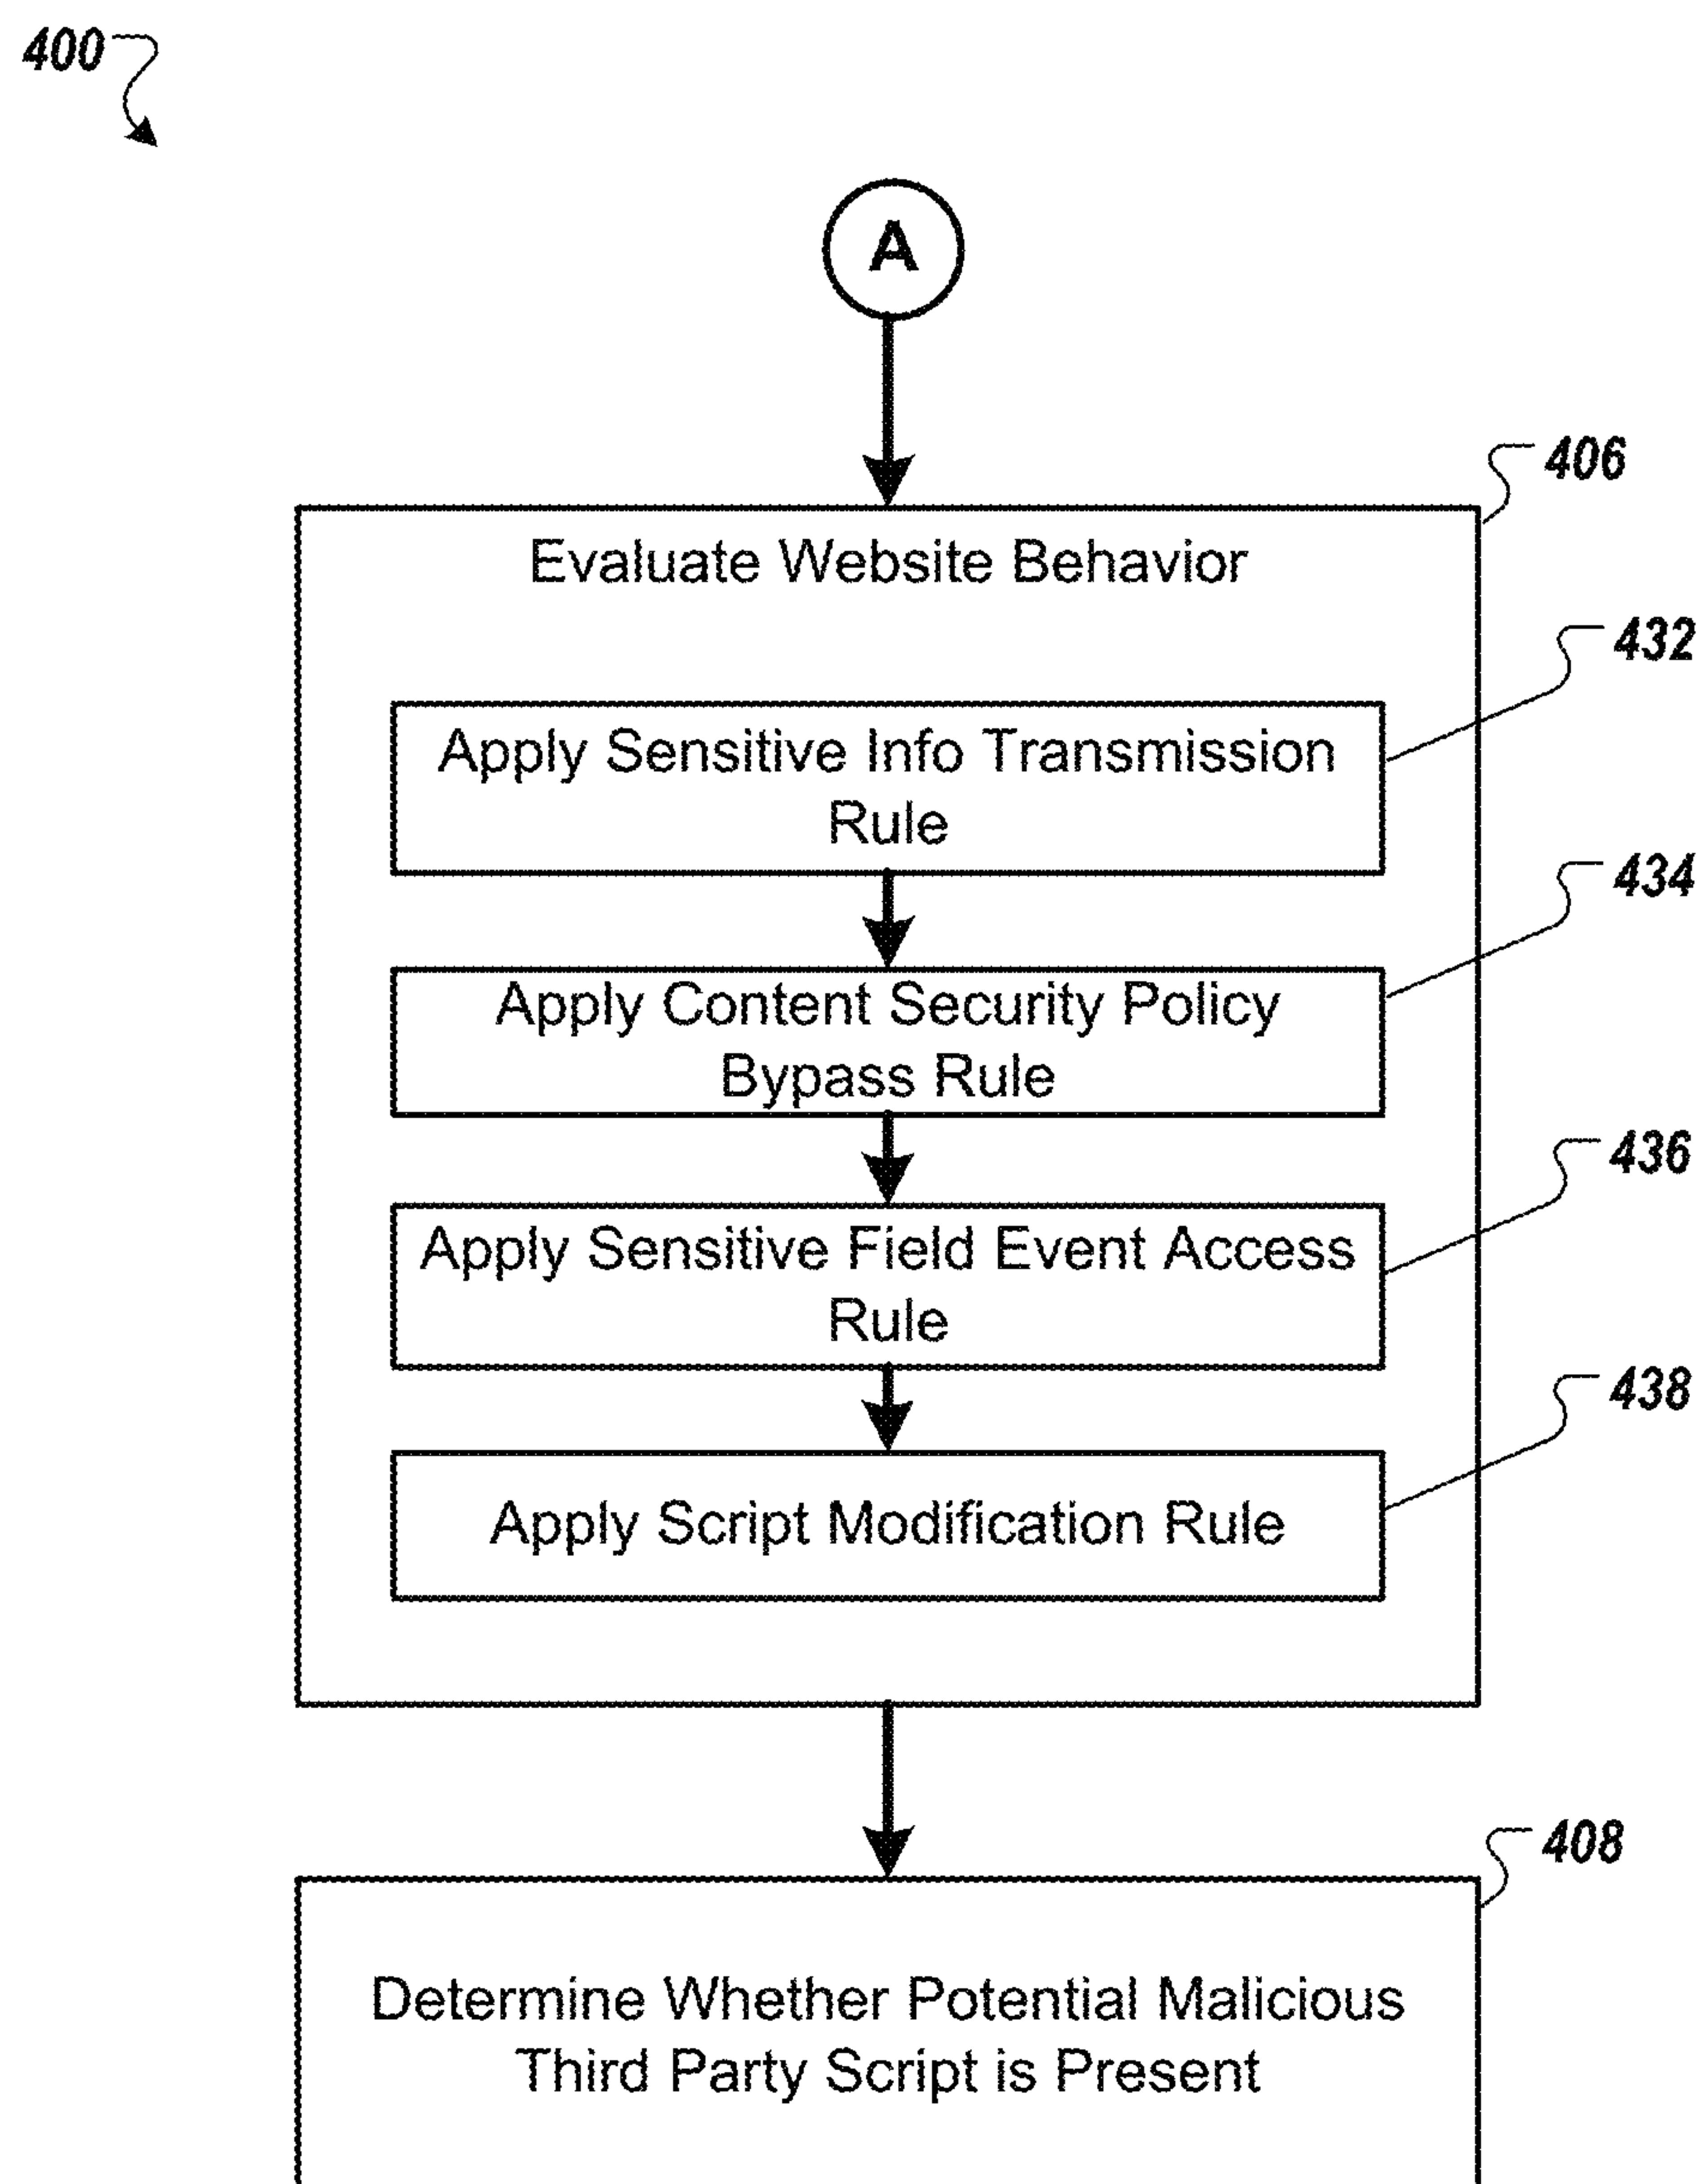 400
A
406
Evaluate Website Behavior
432
Apply Sensitive Info Transmission
Rule
434
Apply Content Security Policy
Bypass Rule
436
Apply Sensitive Field Event Access
Rule
438
Apply Script Modification Rule
408
Determine Whether Potential Malicious
Third Party Script is Present